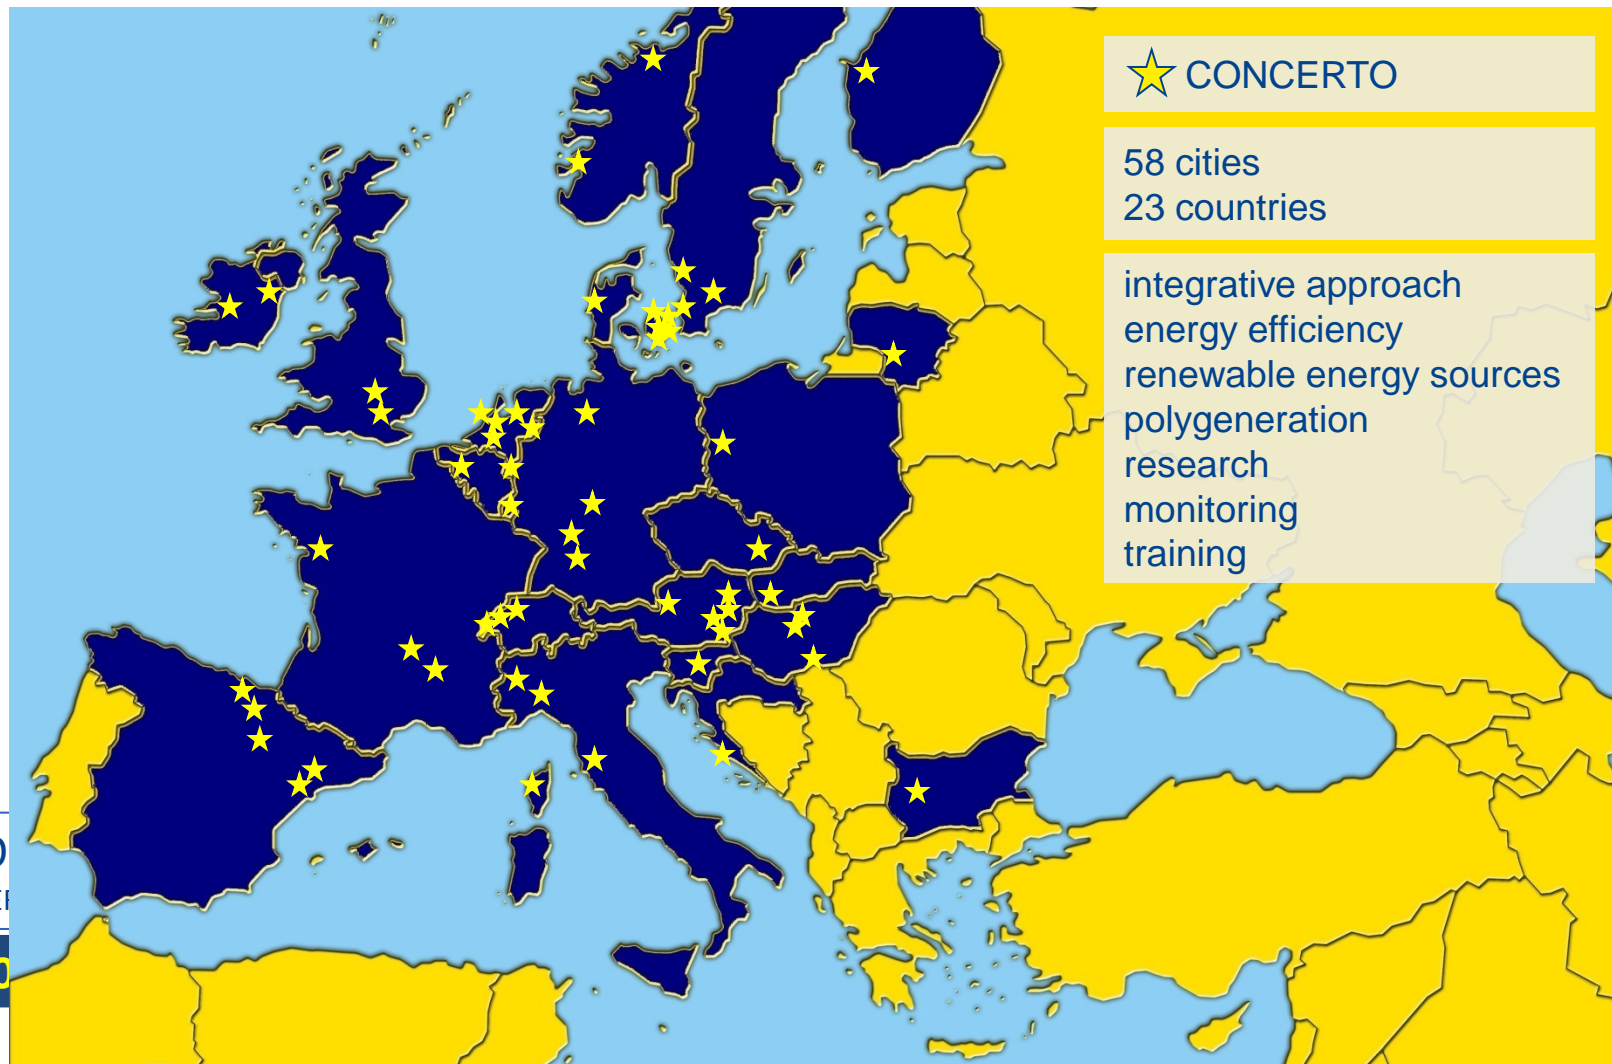 CONCERTO
58 cities
23 countries
integrative approach
energy efficiency
renewable energy sources
polygeneration
research
monitoring
training